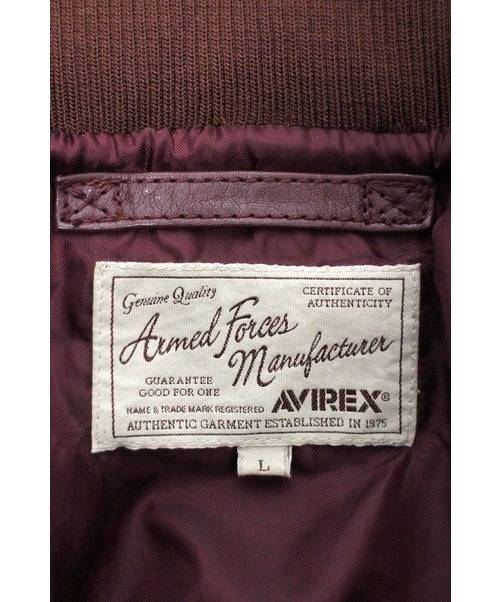 Genuine Quality
CERTIFICATE OF
AUTHENTICITY
Armed Forces
Manufacturer
GUARANTEE
GOOD FOR ONE
NAME & TRADE MARK REGISTERED
AVIREX®
AUTHENTIC GARMENT ESTABLISHED IN 1975
L